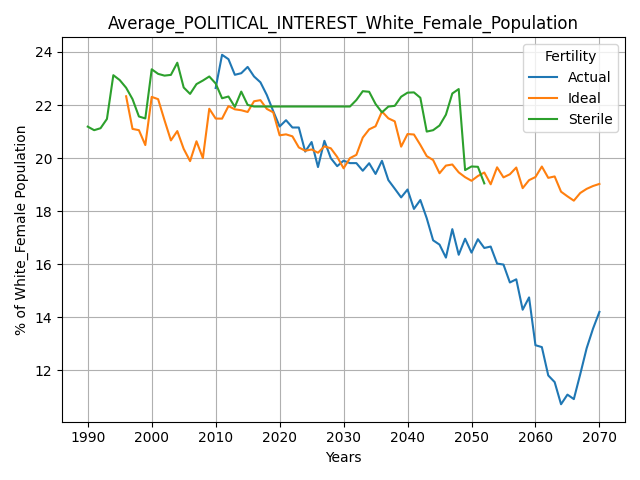 Average_POLITICAL_INTEREST_White_Female_Population
Fertility
Actual
Ideal
Sterile
% of White_Female Population
24
22
20
18
16
14
12
1990 2000 2010 2020 2030 2040 2050 2060 2070
Years